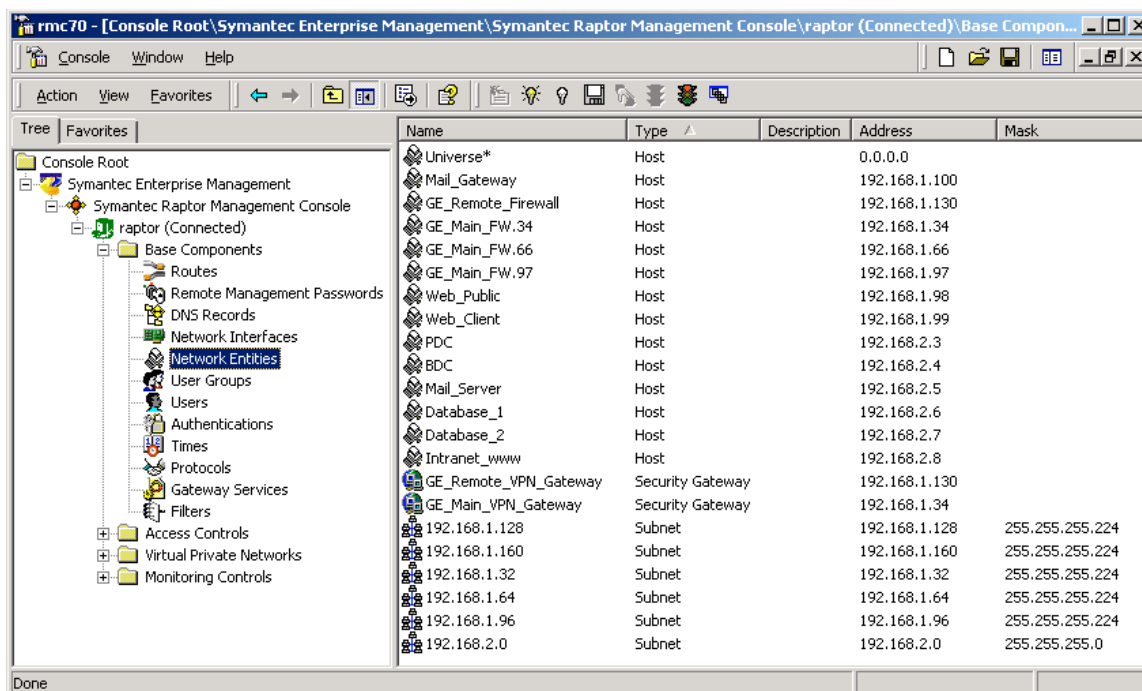 rmc70 - [Console Root\Symantec Enterprise Management\Symantec Raptor Management Console\raptor (Connected)\Base Compon...
Console Window Help
Action View Favorites
Tree Favorites
Console Root
Symantec Enterprise Management
Symantec Raptor Management Console
raptor (Connected)
Base Components
Routes
Remote Management Passwords
DNS Records
Network Interfaces
Network Entities
User Groups
Users
Authentications
Times
Protocols
Gateway Services
Filters
Access Controls
Virtual Private Networks
Monitoring Controls
Name Type Description Address Mask
Universe* Host 0.0.0.0
Mail_Gateway Host 192.168.1.100
GE_Remote_Firewall Host 192.168.1.130
GE_Main_FW.34 Host 192.168.1.34
GE_Main_FW.66 Host 192.168.1.66
GE_Main_FW.97 Host 192.168.1.97
Web_Public Host 192.168.1.98
Web_Client Host 192.168.1.99
PDC Host 192.168.2.3
BDC Host 192.168.2.4
Mail_Server Host 192.168.2.5
Database_1 Host 192.168.2.6
Database_2 Host 192.168.2.7
Intranet_www Host 192.168.2.8
GE_Remote_VPN_Gateway Security Gateway 192.168.1.130
GE_Main_VPN_Gateway Security Gateway 192.168.1.34
192.168.1.128 Subnet 192.168.1.128 255.255.255.224
192.168.1.160 Subnet 192.168.1.160 255.255.255.224
192.168.1.32 Subnet 192.168.1.32 255.255.255.224
192.168.1.64 Subnet 192.168.1.64 255.255.255.224
192.168.1.96 Subnet 192.168.1.96 255.255.255.224
192.168.2.0 Subnet 192.168.2.0 255.255.255.0
Done